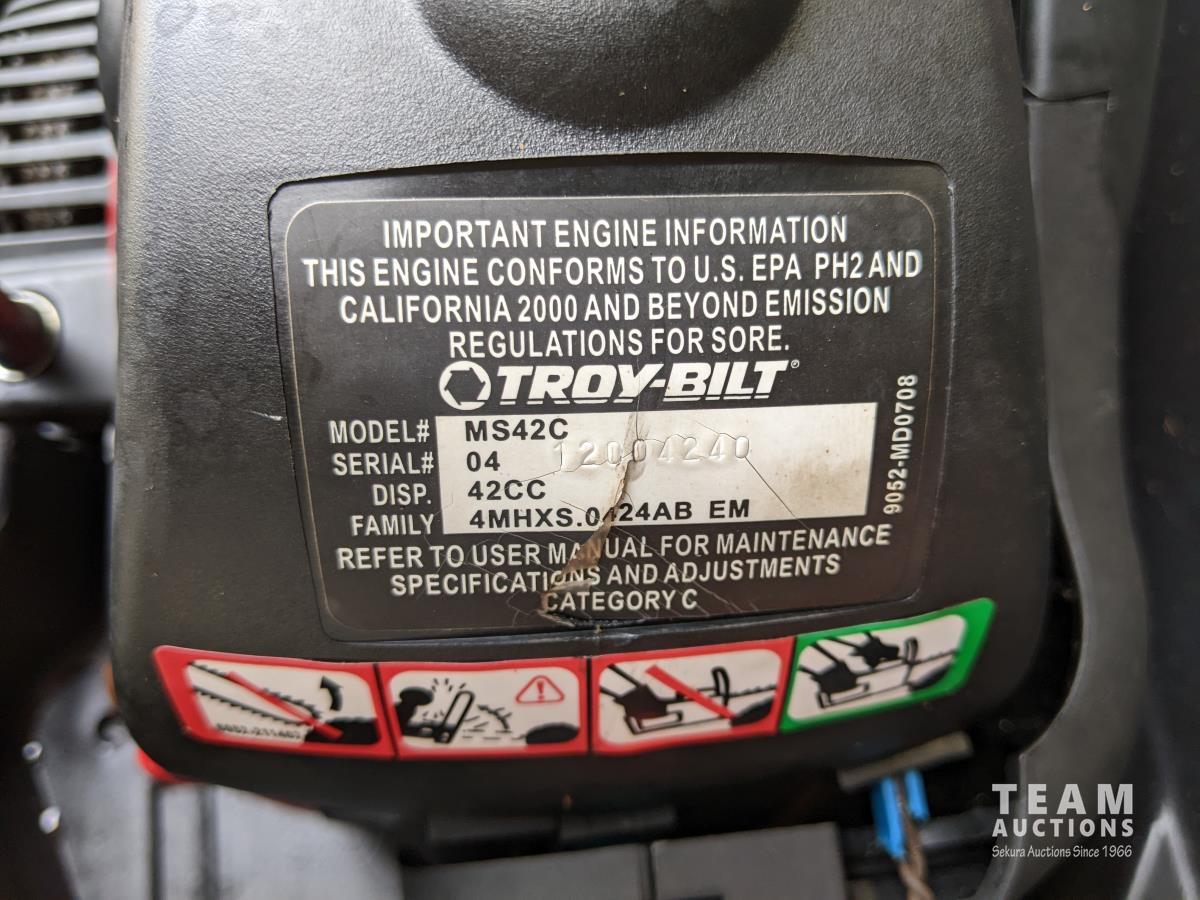 IMPORTANT ENGINE INFORMATION
THIS ENGINE CONFORMS TO U.S. EPA PH2 AND
CALIFORNIA 2000 AND BEYOND EMISSION
REGULATIONS FOR SORE.
TROY-BILT®
MODEL# MS42C
SERIAL# 04 12004240
DISP. 42CC
FAMILY 4MHXS.0424AB EM
REFER TO USER MANUAL FOR MAINTENANCE
SPECIFICATIONS AND ADJUSTMENTS
CATEGORY C
9052-MD0708
TEAM
AUCTIONS
Sekura Auctions Since 1966